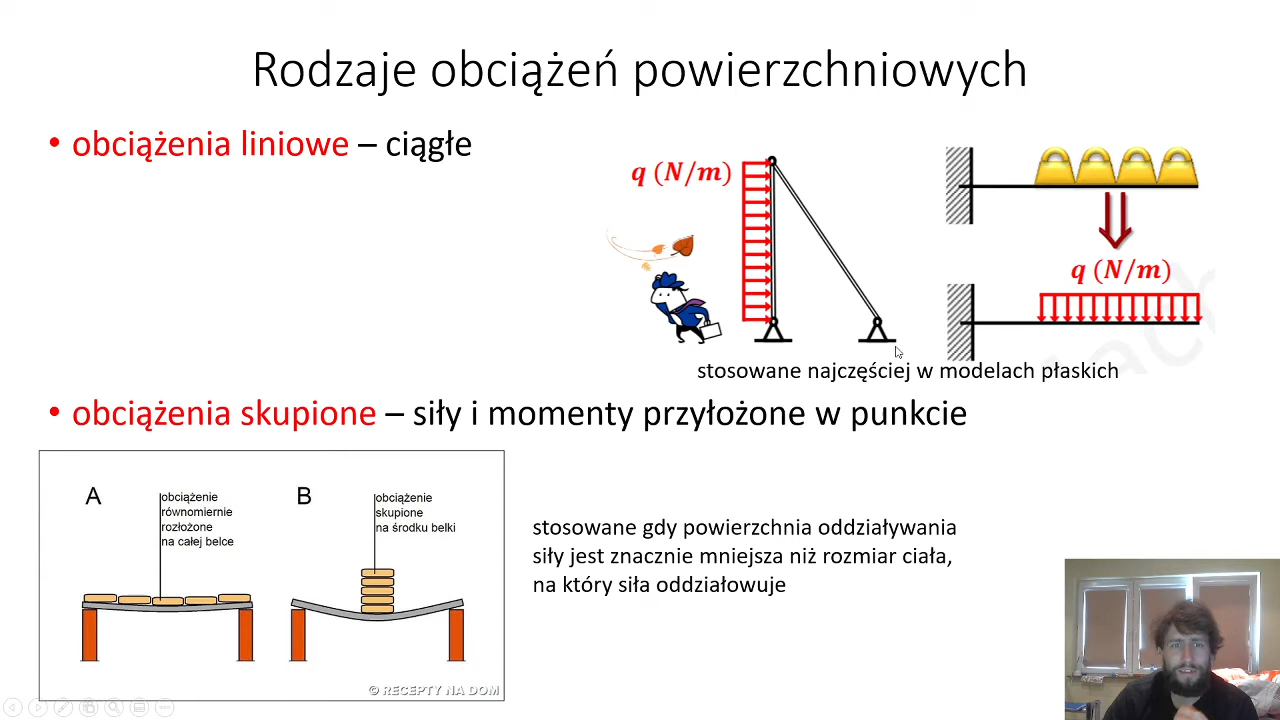 Rodzaje obciążeń powierzchniowych
• obciążenia liniowe – ciągłe
q (N/m)
q (N/m)
stosowane najczęściej w modelach płaskich
• obciążenia skupione – siły i momenty przyłożone w punkcie
A
obciążenie
równomiernie
rozłożone
na całej belce
B
obciążenie
skupione
na środku belki
© RECEPTY NA DOM
stosowane gdy powierzchnia oddziaływania
siły jest znacznie mniejsza niż rozmiar ciała,
na który siła oddziałowuje